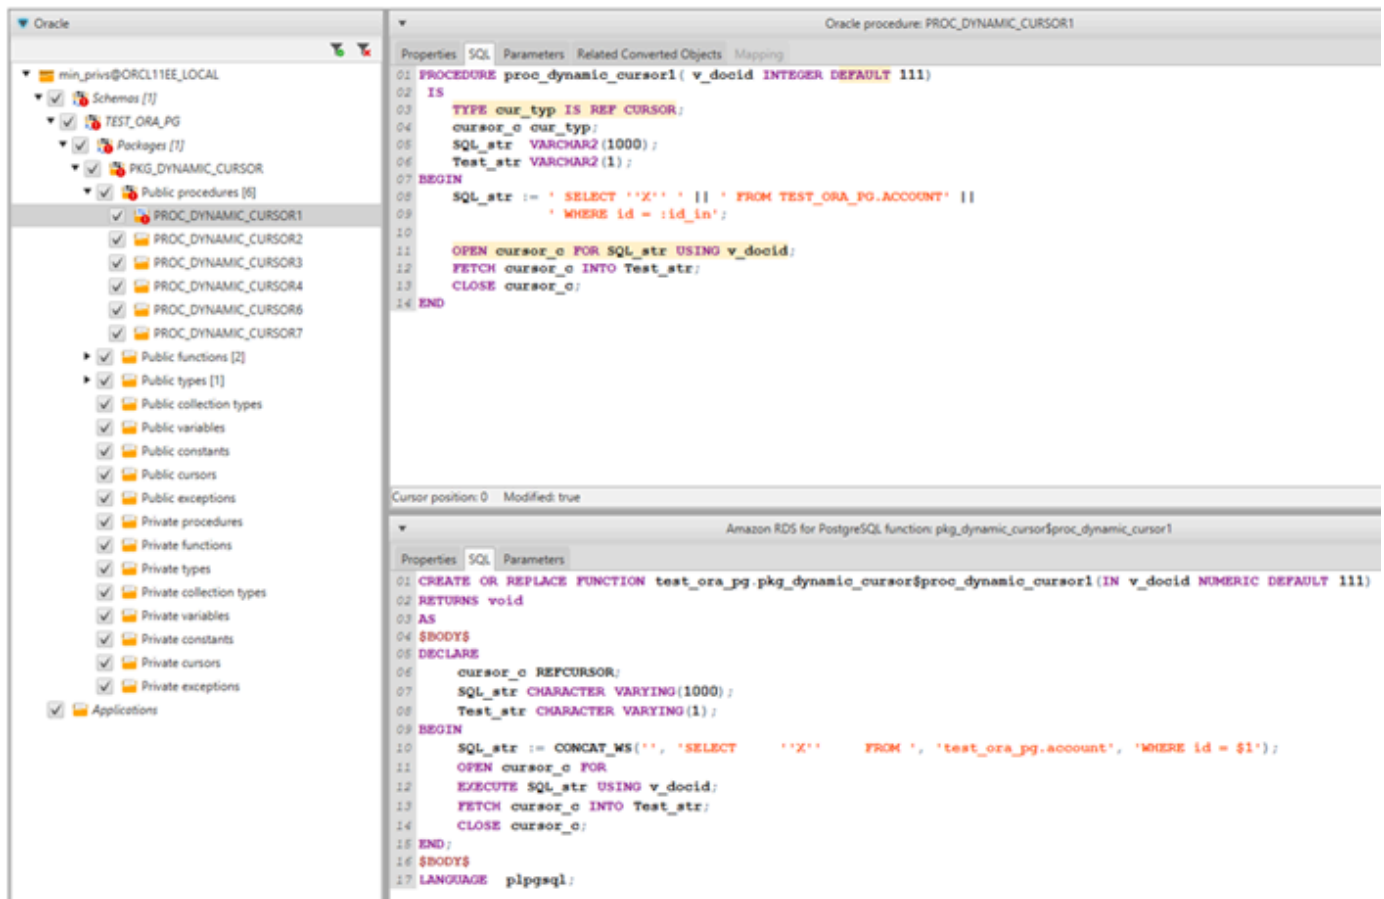 Oracle
min_privs@ORCL11EE_LOCAL
Schemas [1]
TEST_ORA_PG
Packages [1]
PKG_DYNAMIC_CURSOR
Public procedures [6]
PROC_DYNAMIC_CURSOR1
PROC_DYNAMIC_CURSOR2
PROC_DYNAMIC_CURSOR3
PROC_DYNAMIC_CURSOR4
PROC_DYNAMIC_CURSOR6
PROC_DYNAMIC_CURSOR7
Public functions [2]
Public types [1]
Public collection types
Public variables
Public constants
Public cursors
Public exceptions
Private procedures
Private functions
Private types
Private collection types
Private variables
Private constants
Private cursors
Private exceptions
Applications
Oracle procedure: PROC_DYNAMIC_CURSOR1
Properties SQL Parameters Related Converted Objects Mapping
01 PROCEDURE proc_dynamic_cursor1( v_docid INTEGER DEFAULT 111)
02 IS
03 TYPE cur_typ IS REF CURSOR;
04 cursor_c cur_typ;
05 SQL_str VARCHAR2(1000);
06 Test_str VARCHAR2(1);
07 BEGIN
08 SQL_str := ' SELECT ''X'' ' || ' FROM TEST_ORA_PG.ACCOUNT' ||
09 ' WHERE id = :id_in';
10
11 OPEN cursor_c FOR SQL_str USING v_docid;
12 FETCH cursor_c INTO Test_str;
13 CLOSE cursor_c;
14 END
Cursor position: 0 Modified: true
Amazon RDS for PostgreSQL function: pkg_dynamic_cursor$proc_dynamic_cursor1
Properties SQL Parameters
01 CREATE OR REPLACE FUNCTION test_ora_pg.pkg_dynamic_cursor$proc_dynamic_cursor1(IN v_docid NUMERIC DEFAULT 111)
02 RETURNS void
03 AS
04 $BODY$
05 DECLARE
06 cursor_c REFCURSOR;
07 SQL_str CHARACTER VARYING(1000);
08 Test_str CHARACTER VARYING(1);
09 BEGIN
10 SQL_str := CONCAT_WS('', 'SELECT ''X'' FROM ', 'test_ora_pg.account', 'WHERE id = $1');
11 OPEN cursor_c FOR
12 EXECUTE SQL_str USING v_docid;
13 FETCH cursor_c INTO Test_str;
14 CLOSE cursor_c;
15 END;
16 $BODY$
17 LANGUAGE plpgsql;